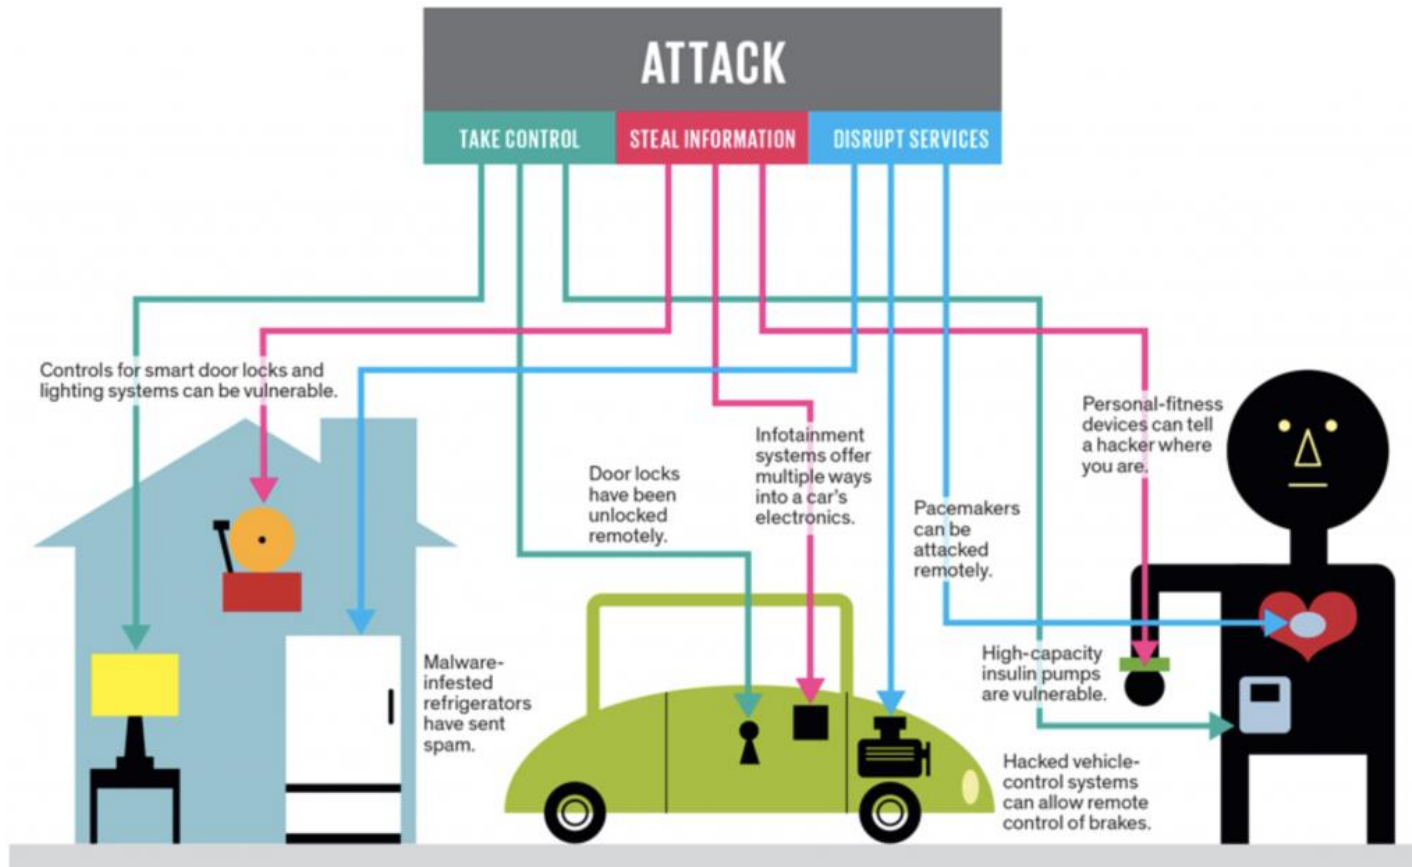 ATTACK
TAKE CONTROL
STEAL INFORMATION
DISRUPT SERVICES
Controls for smart door locks and
lighting systems can be vulnerable.
Door locks
have been
unlocked
remotely.
Infotainment
systems offer
multiple ways
into a car's
electronics.
Pacemakers
can be
attacked
remotely.
Personal-fitness
devices can tell
a hacker where
you are.
Malware-
infested
refrigerators
have sent
spam.
High-capacity
insulin pumps
are vulnerable.
Hacked vehicle-
control systems
can allow remote
control of brakes.